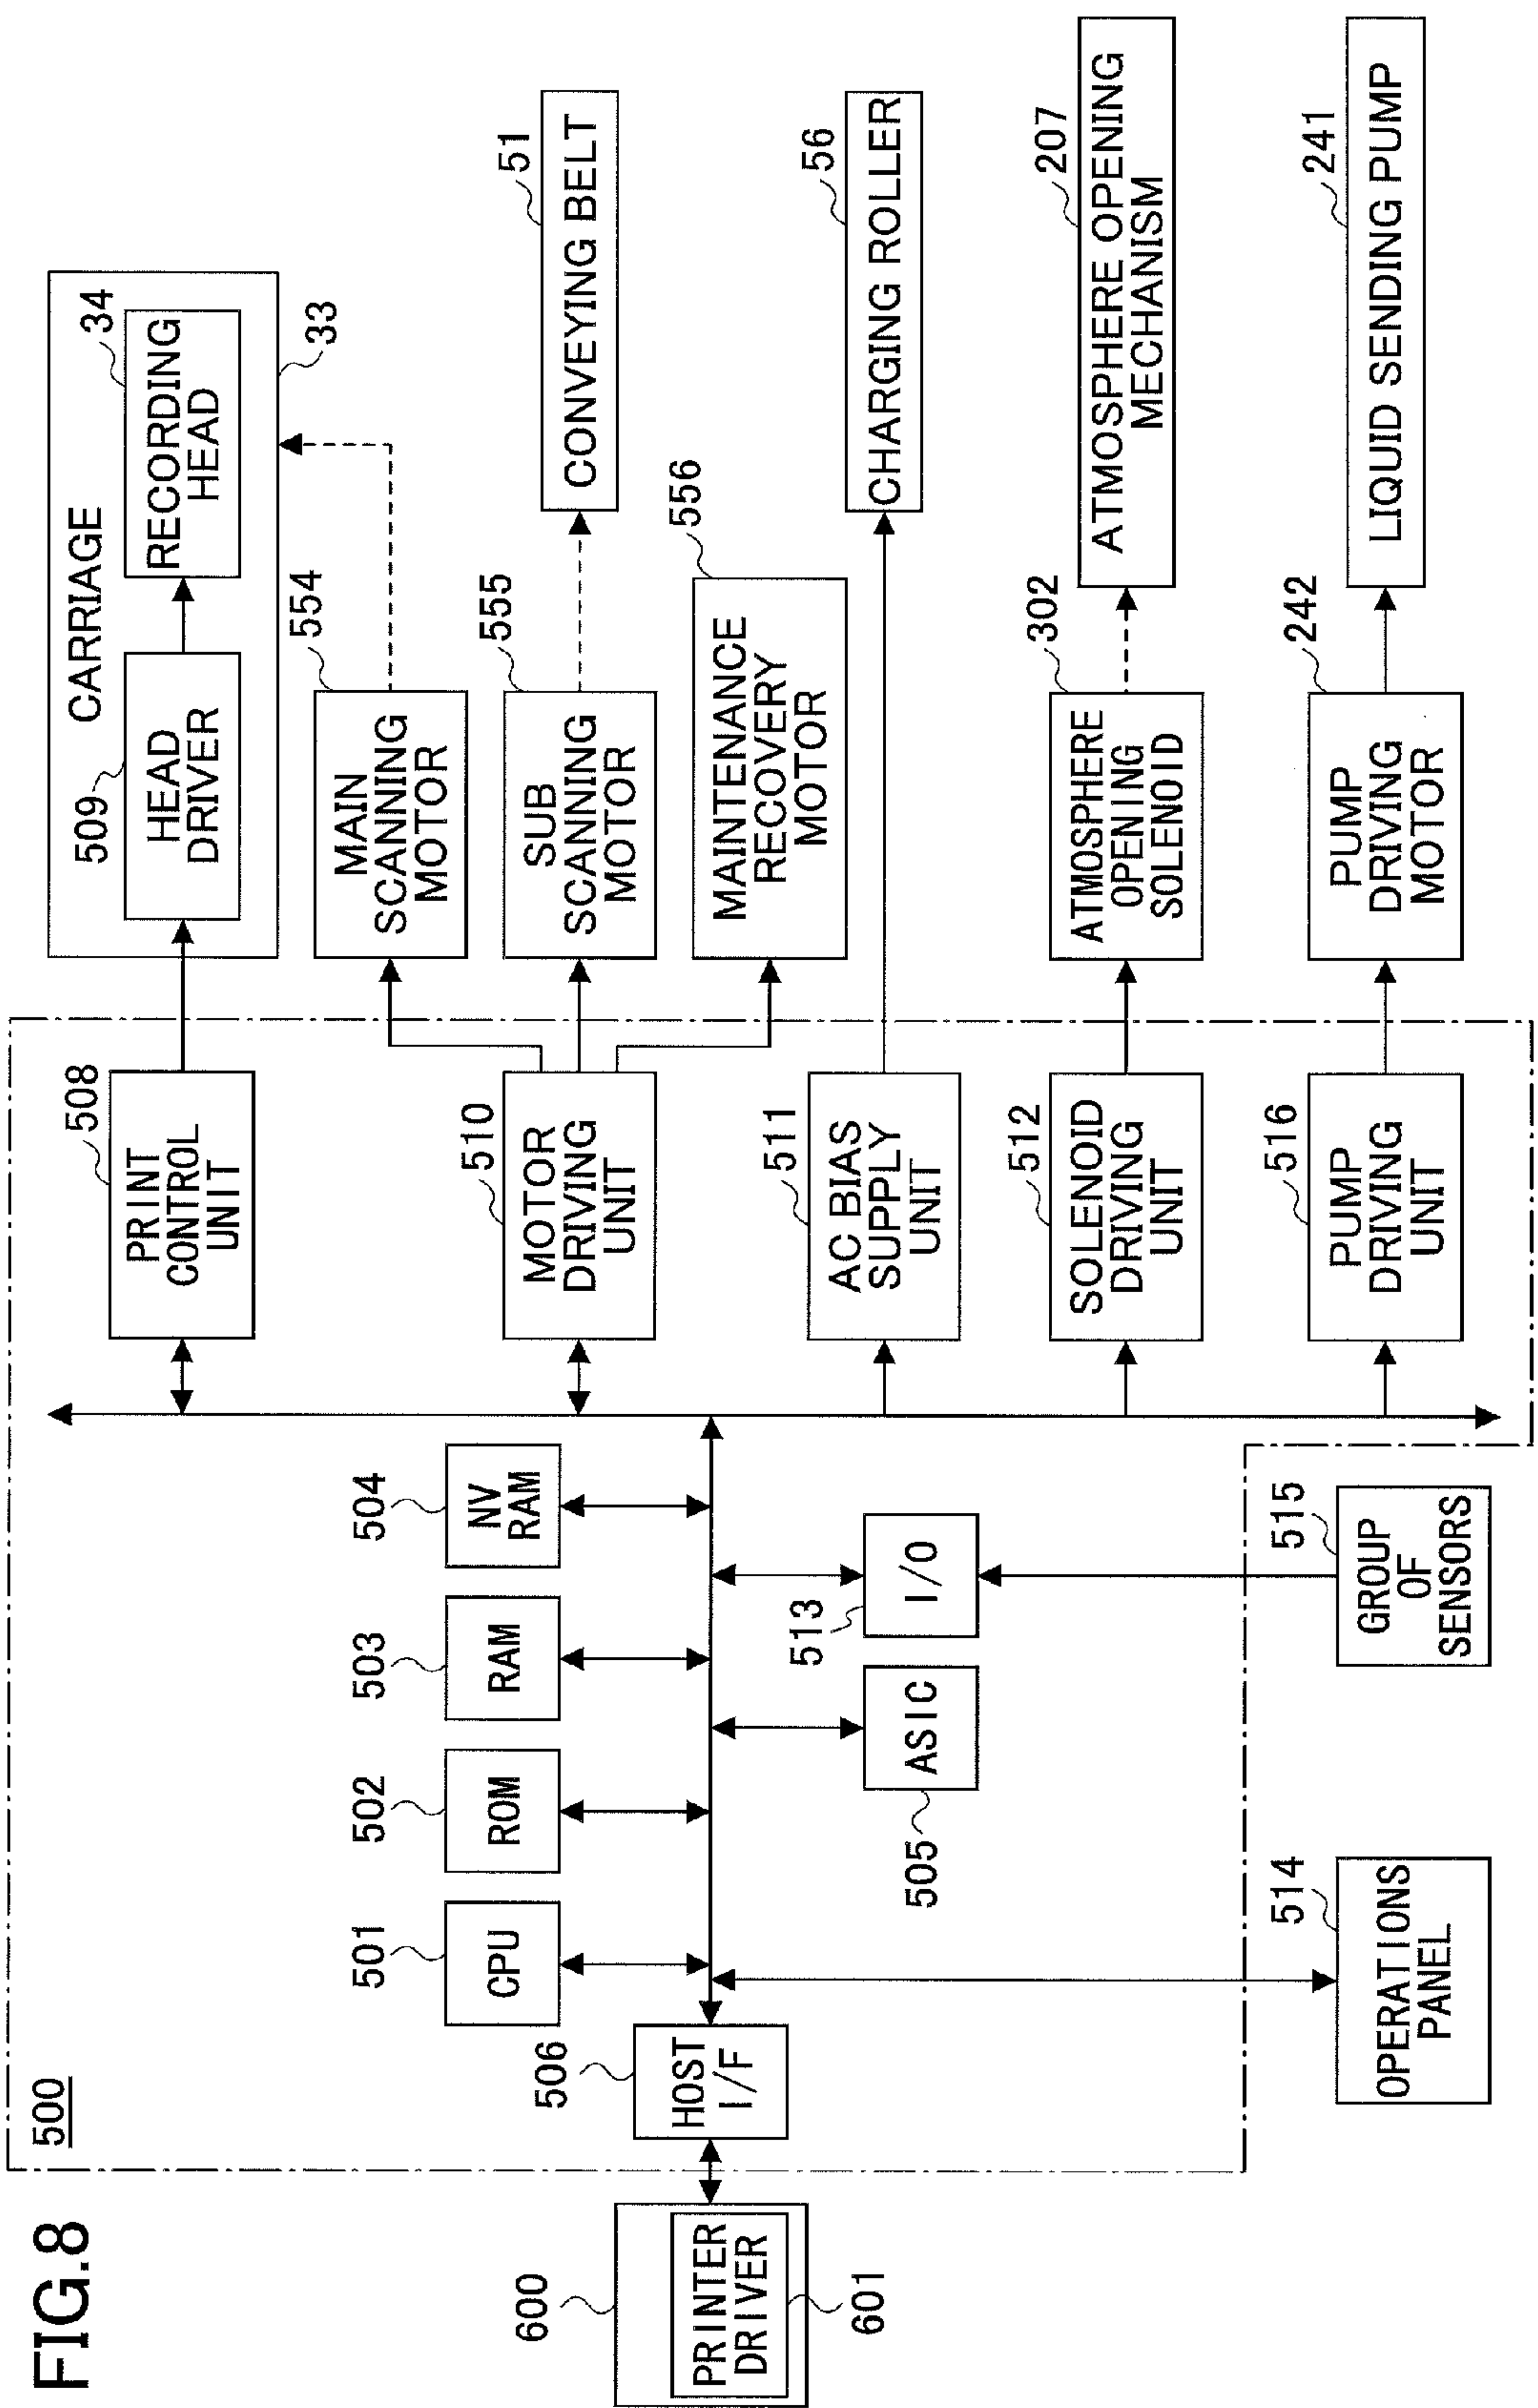 FIG.8
500
600
PRINTER
DRIVER
601
506
HOST
I/F
501
CPU
502
ROM
503
RAM
504
NV
RAM
505
ASIC
513
I/O
514
OPERATIONS
PANEL
515
GROUP
OF
SENSORS
508
PRINT
CONTROL
UNIT
510
MOTOR
DRIVING
UNIT
511
AC BIAS
SUPPLY
UNIT
512
SOLENOID
DRIVING
UNIT
516
PUMP
DRIVING
UNIT
CARRIAGE
509
HEAD
DRIVER
34
RECORDING
HEAD
33
554
MAIN
SCANNING
MOTOR
555
SUB
SCANNING
MOTOR
51
CONVEYING BELT
556
MAINTENANCE
RECOVERY
MOTOR
56
CHARGING ROLLER
302
ATMOSPHERE
OPENING
SOLENOID
207
ATMOSPHERE OPENING
MECHANISM
242
PUMP
DRIVING
MOTOR
241
LIQUID SENDING PUMP